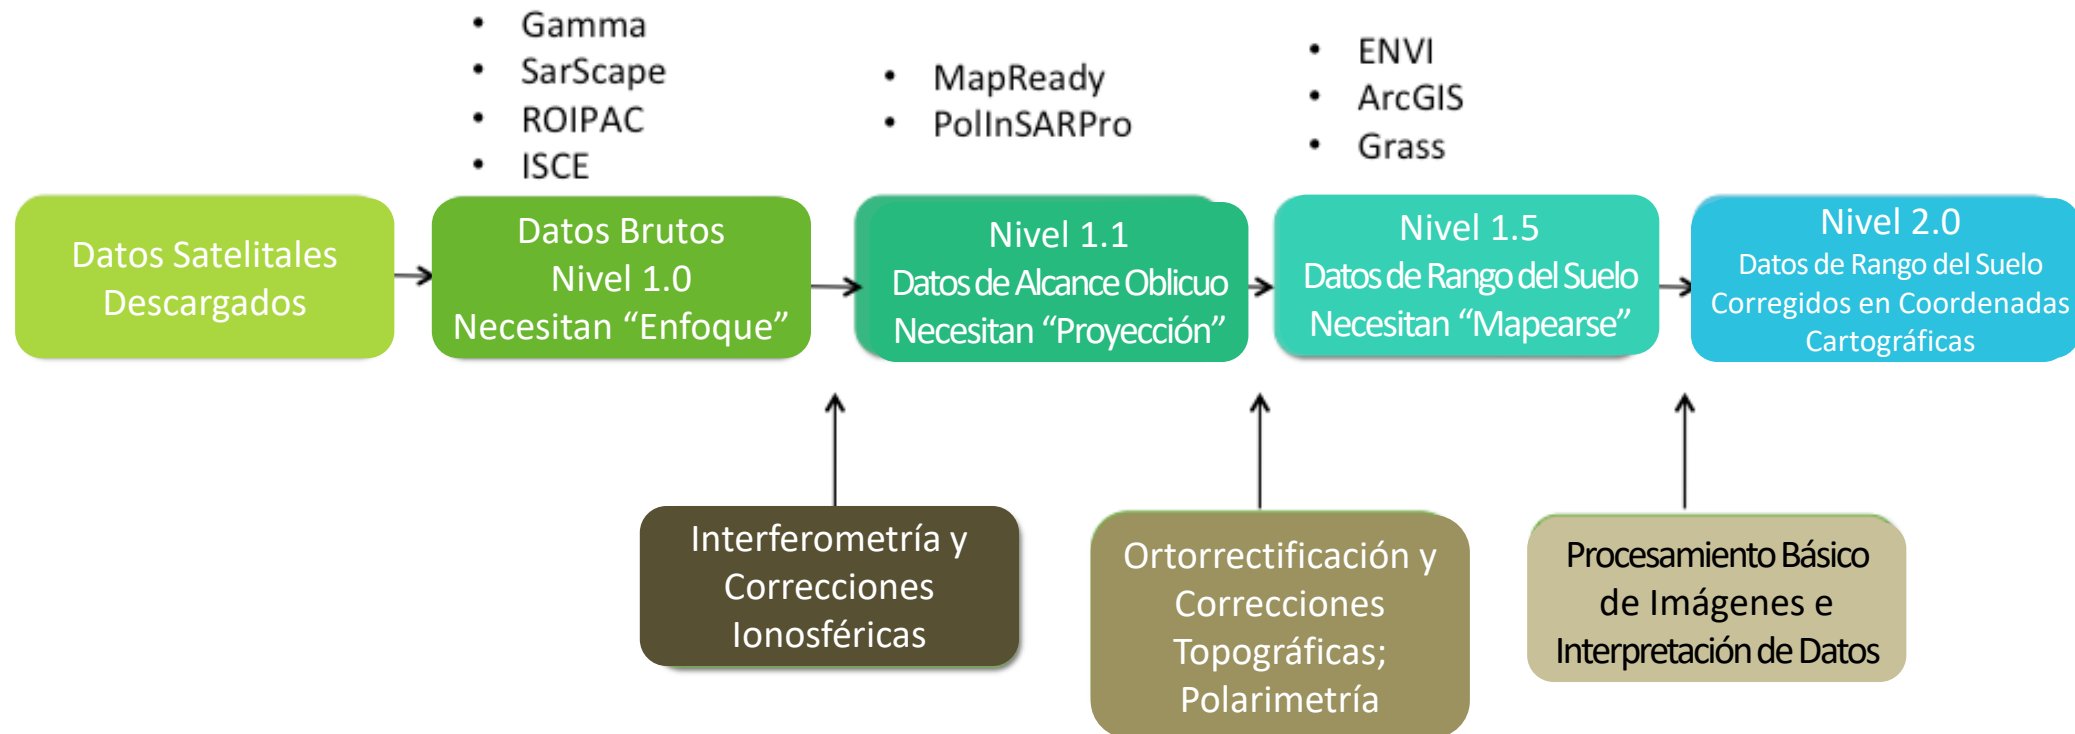 • Gamma
• SarScape
• ROIPAC
• ISCE
• MapReady
• PolInSARPro
• ENVI
• ArcGIS
• Grass
Datos Satelitales
Descargados
Datos Brutos
Nivel 1.0
Necesitan “Enfoque”
Nivel 1.1
Datos de Alcance Oblicuo
Necesitan “Proyección”
Nivel 1.5
Datos de Rango del Suelo
Necesitan “Mapearse”
Nivel 2.0
Datos de Rango del Suelo
Corregidos en Coordenadas
Cartográficas
Interferometría y
Correcciones
Ionosféricas
Ortorrectificación y
Correcciones
Topográficas;
Polarimetría
Procesamiento Básico
de Imágenes e
Interpretación de Datos